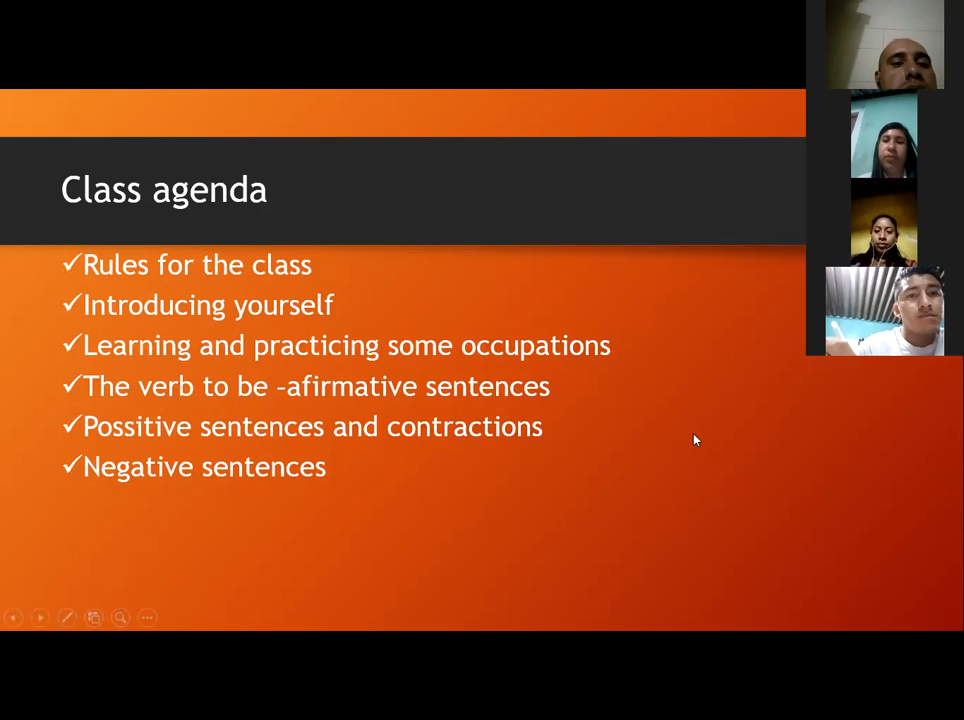 Class agenda
✓Rules for the class
✓Introducing yourself
✓Learning and practicing some occupations
✓The verb to be –afirmative sentences
✓Possitive sentences and contractions
✓Negative sentences